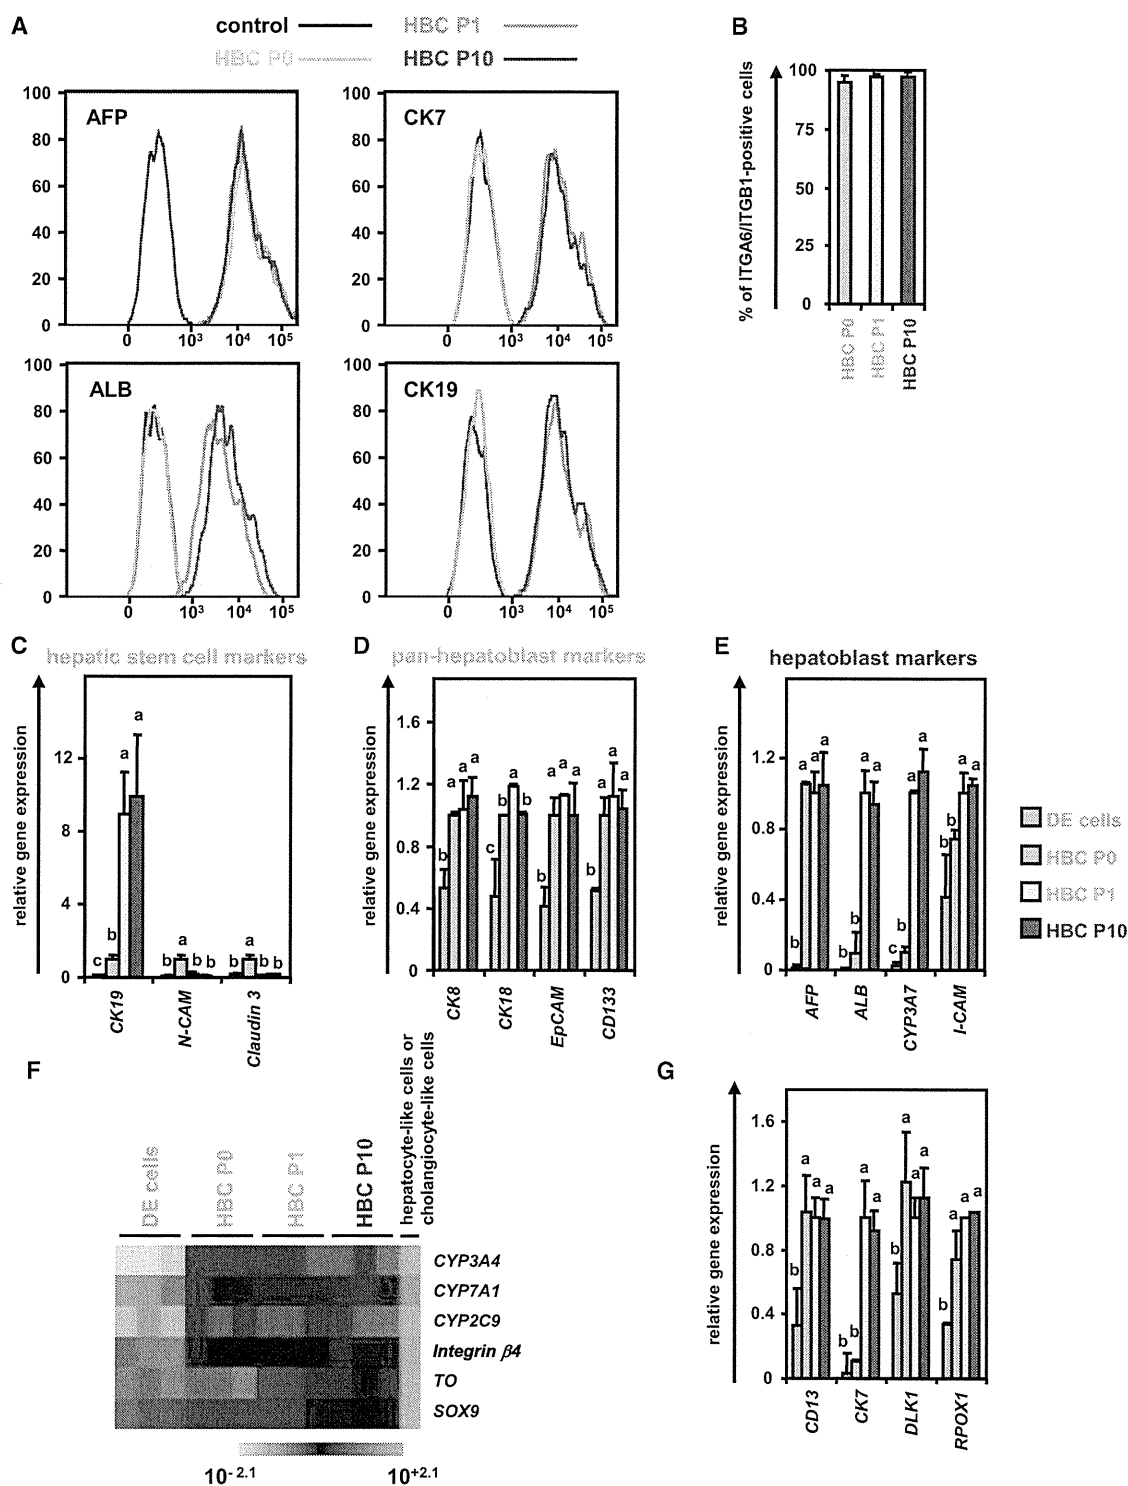 A
control
HBC P1
HBC P0
HBC P10
AFP
100
80
60
40
20
0
0 10³ 10⁴ 10⁵
CK7
100
80
60
40
20
0
0 10³ 10⁴ 10⁵
ALB
100
80
60
40
20
0
0 10³ 10⁴ 10⁵
CK19
100
80
60
40
20
0
0 10³ 10⁴ 10⁵
B
% of ITGA6/ITGB1-positive cells
100
75
50
25
0
HBC P0
HBC P1
HBC P10
C
hepatic stem cell markers
relative gene expression
12
8
4
0
c b a a
b a b b
b a b b
CK19
N-CAM
Claudin 3
D
pan-hepatoblast markers
relative gene expression
1.6
1.2
0.8
0.4
0
b a a a
c b a b
b a a a
b a a a
CK8
CK18
EpCAM
CD133
E
hepatoblast markers
relative gene expression
1.2
0.8
0.4
0
b a a a
b b a a
c b a a
b b a a
AFP
ALB
CYP3A7
I-CAM
DE cells
HBC P0
HBC P1
HBC P10
F
DE cells
HBC P0
HBC P1
HBC P10
hepatocyte-like cells or
cholangiocyte-like cells
CYP3A4
CYP7A1
CYP2C9
Integrin β4
TO
SOX9
10⁻²·¹
10⁺²·¹
G
relative gene expression
1.6
1.2
0.8
0.4
0
b a a a
b b a a
b a a a
b a a a
CD13
CK7
DLK1
RPOX1